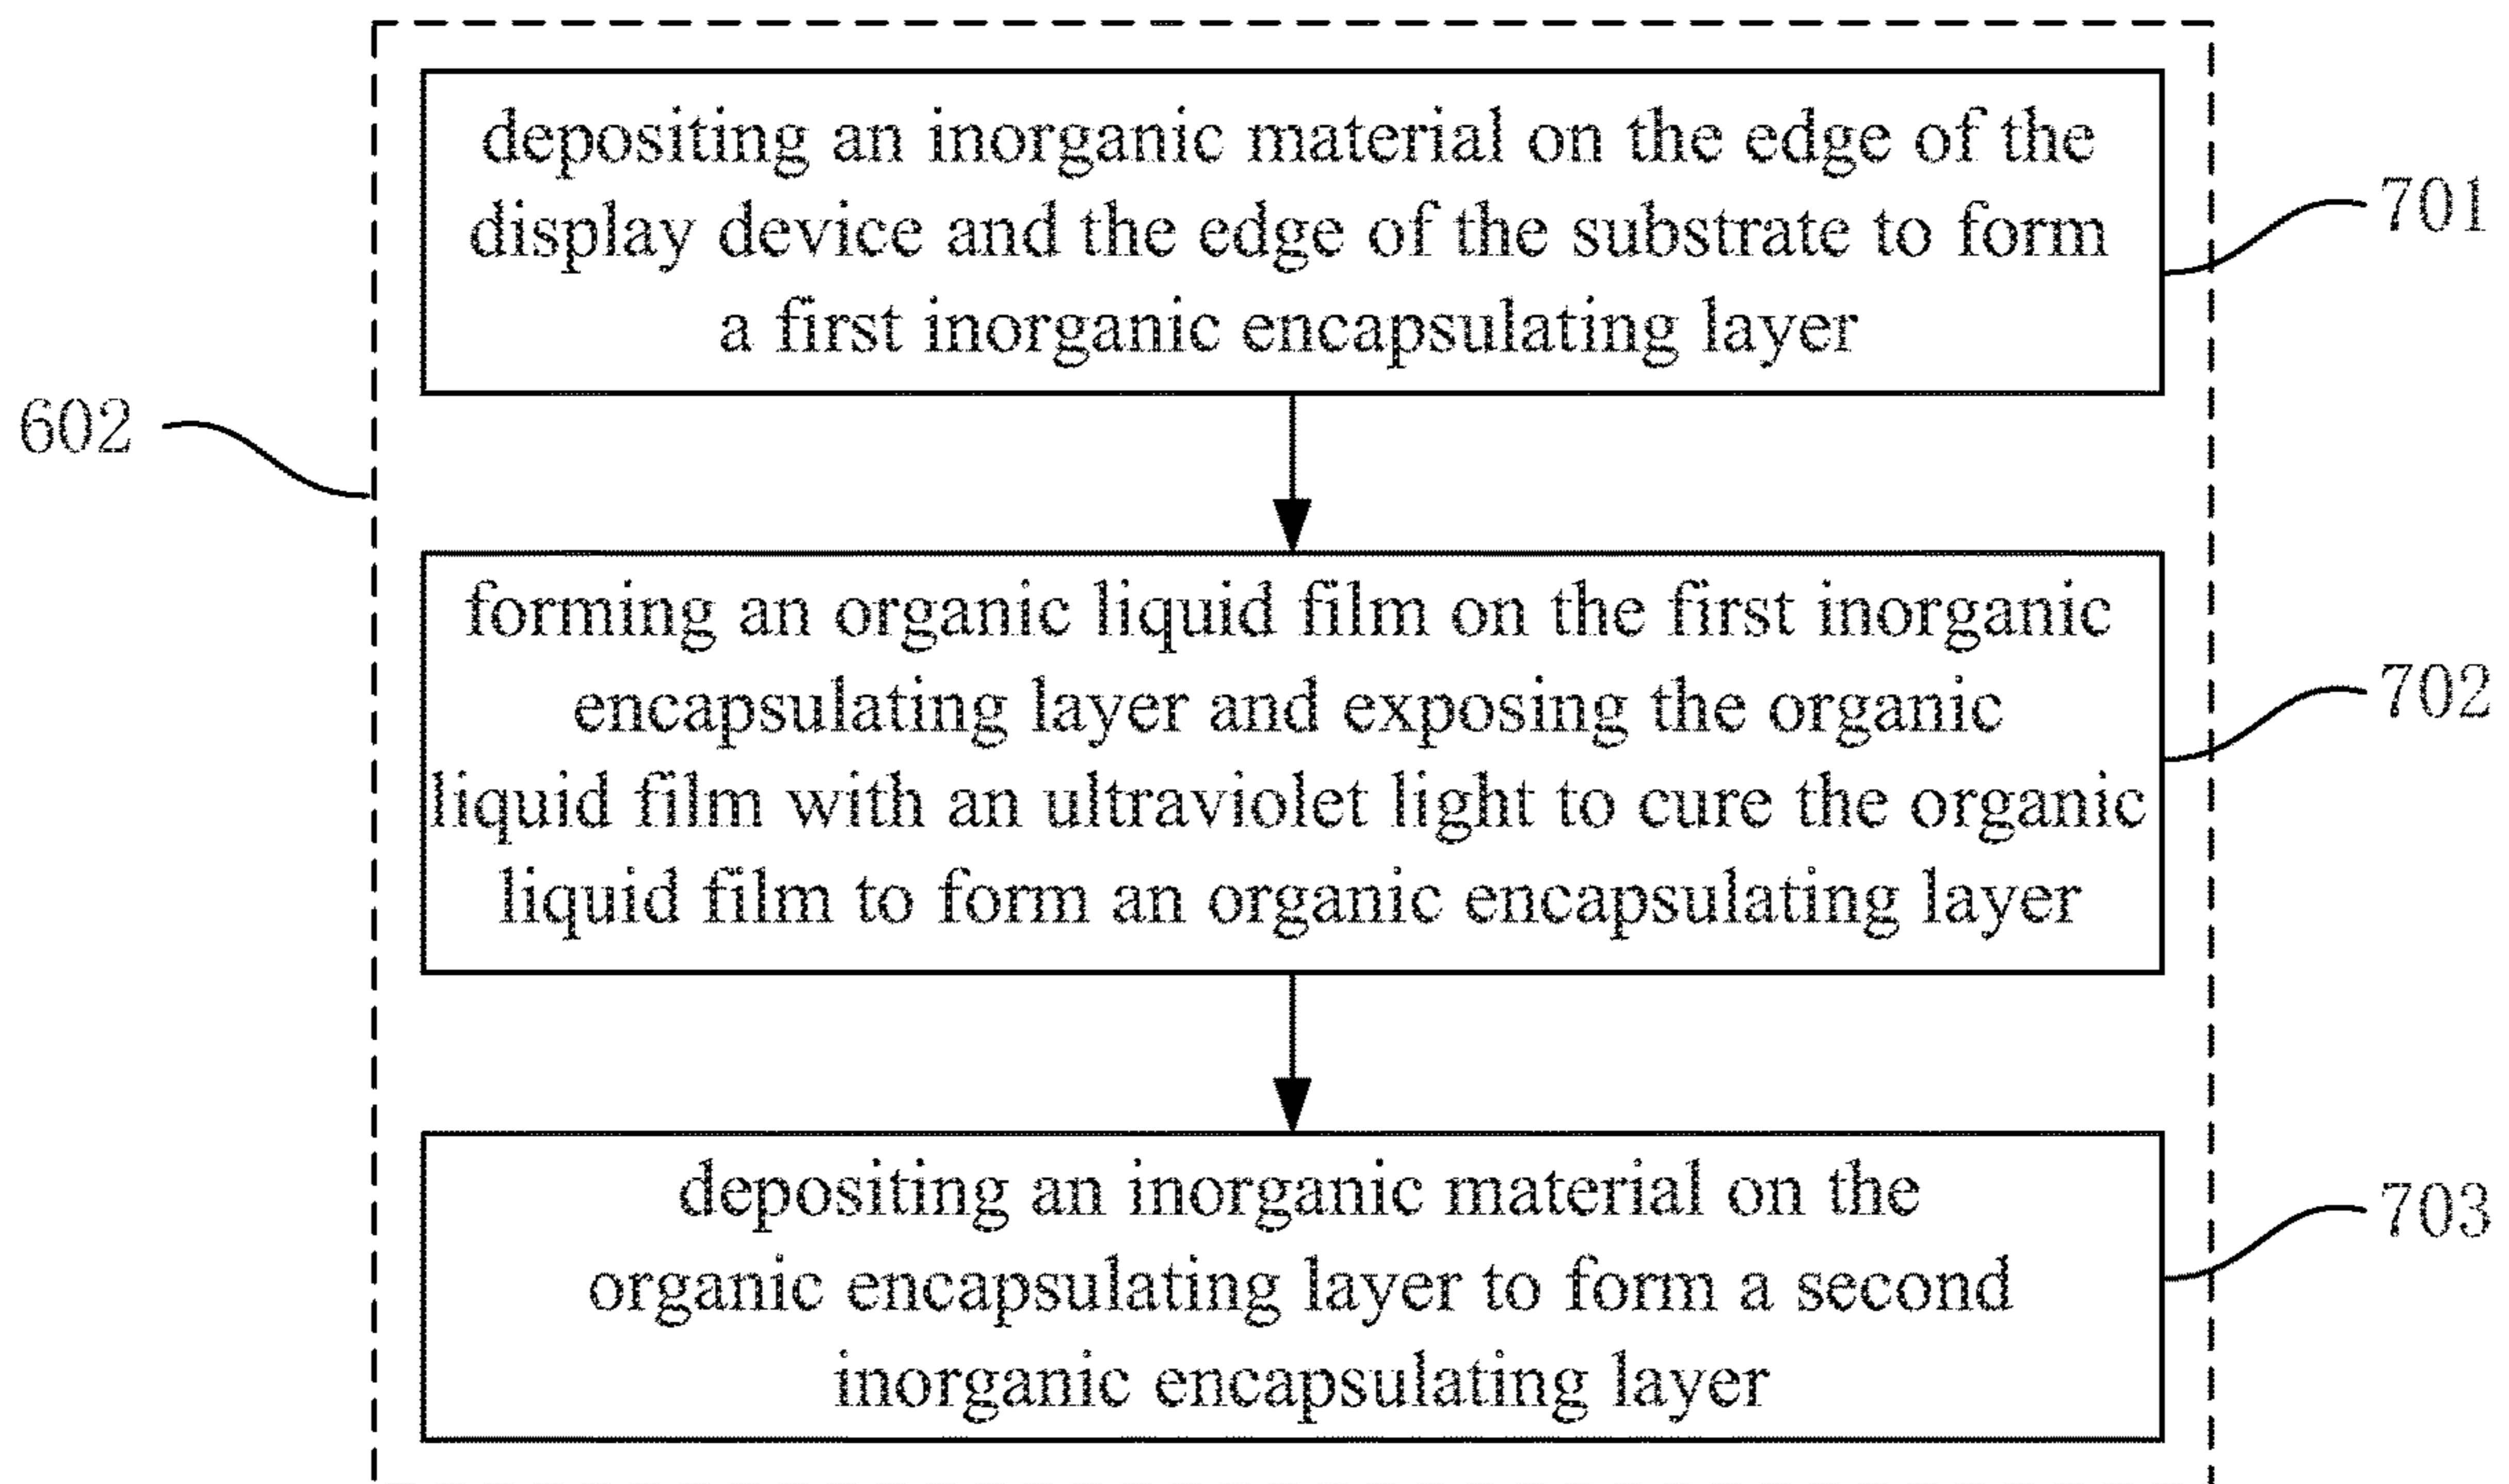 depositing an inorganic material on the edge of the
display device and the edge of the substrate to form
a first inorganic encapsulating layer
701
602
forming an organic liquid film on the first inorganic
encapsulating layer and exposing the organic
liquid film with an ultraviolet light to cure the organic
liquid film to form an organic encapsulating layer
702
depositing an inorganic material on the
organic encapsulating layer to form a second
inorganic encapsulating layer
703